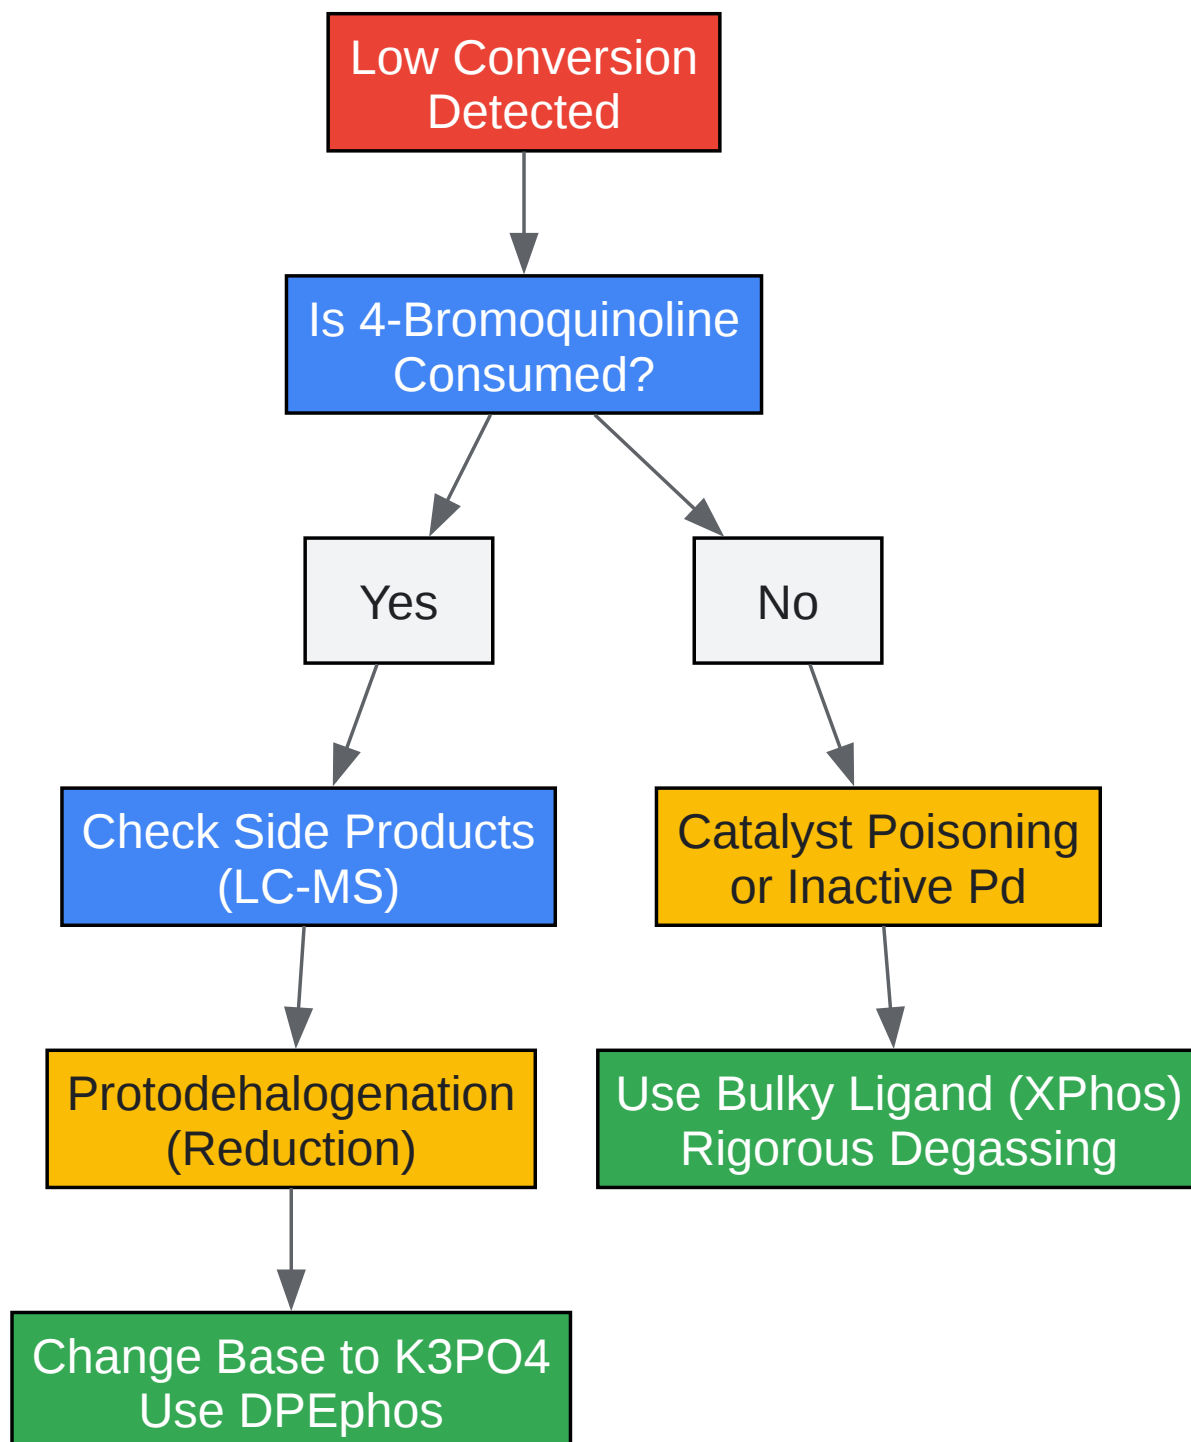 Low Conversion
Detected
Is 4-Bromoquinoline
Consumed?
Yes
No
Check Side Products
(LC-MS)
Catalyst Poisoning
or Inactive Pd
Protodehalogenation
(Reduction)
Use Bulky Ligand (XPhos)
Rigorous Degassing
Change Base to K3PO4
Use DPEphos